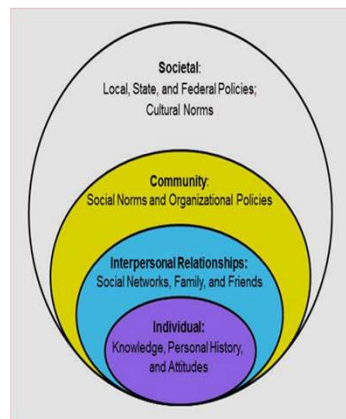 Societal:
Local, State, and Federal Policies;
Cultural Norms
Community:
Social Norms and Organizational Policies
Interpersonal Relationships:
Social Networks, Family, and Friends
Individual:
Knowledge, Personal History,
and Attitudes